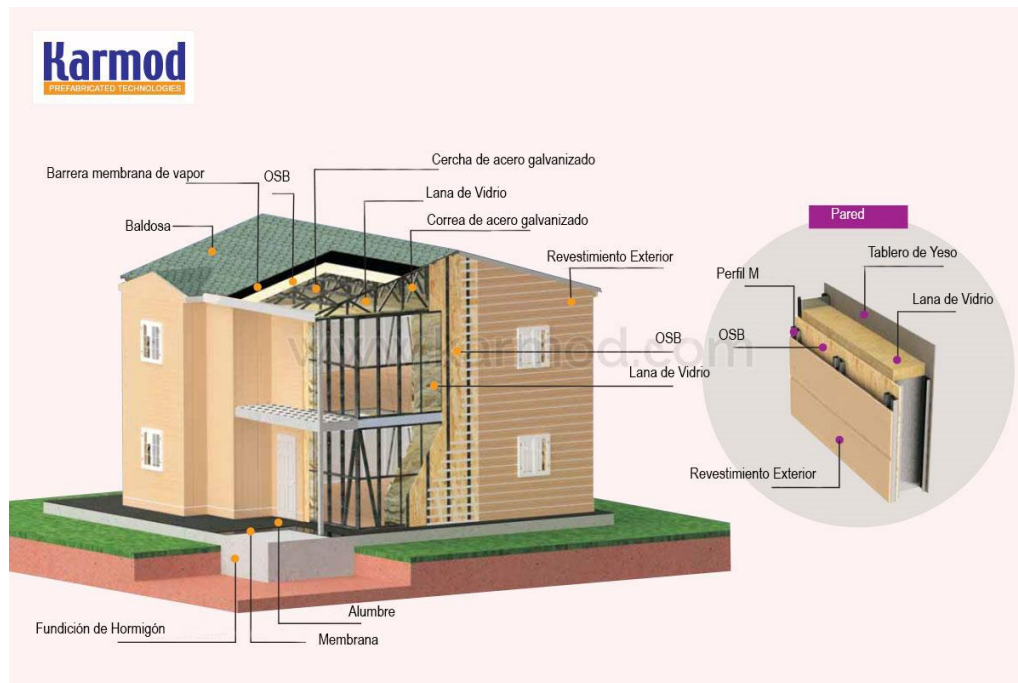 Karmod
PREFABRICATED TECHNOLOGIES
Cercha de acero galvanizado
Barrera membrana de vapor
OSB
Lana de Vidrio
Correa de acero galvanizado
Baldosa
Revestimiento Exterior
OSB
Lana de Vidrio
www.karmod.com
Pared
Tablero de Yeso
Perfil M
Lana de Vidrio
OSB
Revestimiento Exterior
Alumbre
Fundición de Hormigón
Membrana